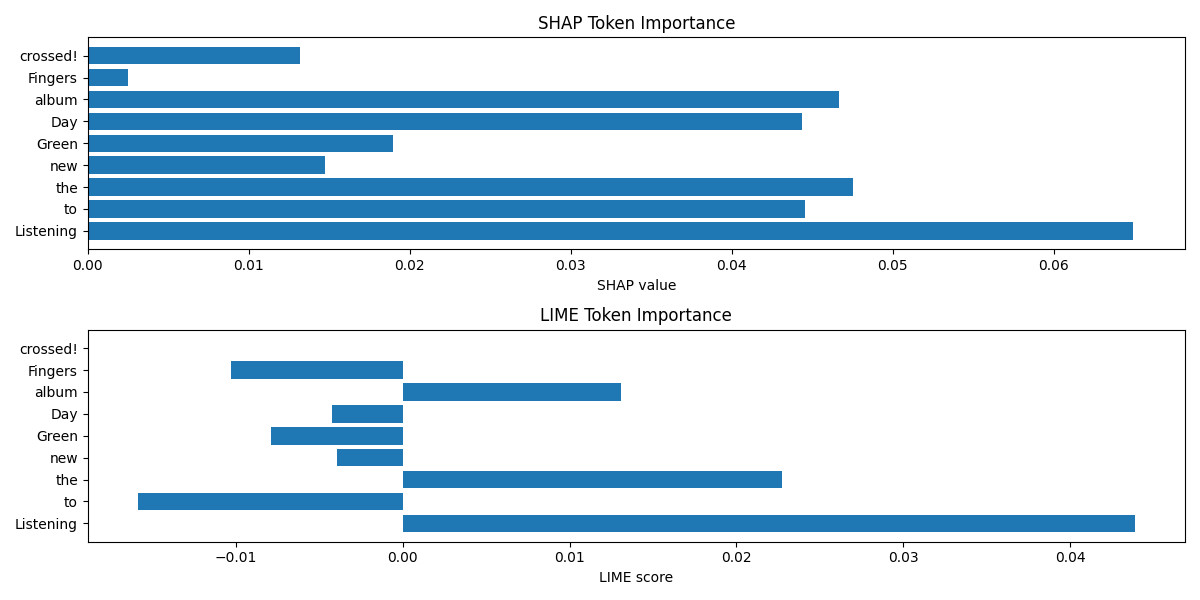 SHAP Token Importance
crossed!
Fingers
album
Day
Green
new
the
to
Listening
0.00 0.01 0.02 0.03 0.04 0.05 0.06
SHAP value
LIME Token Importance
crossed!
Fingers
album
Day
Green
new
the
to
Listening
−0.01 0.00 0.01 0.02 0.03 0.04
LIME score